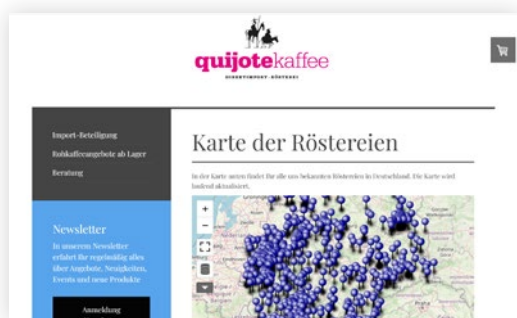 quijotekaffee
DIREKTIMPORT · RÖSTEREI
Import-Beteiligung
Rohkaffeeangebote ab Lager
Beratung
Karte der Röstereien
In der Karte unten findet Ihr alle uns bekannten Röstereien in Deutschland. Die Karte wird
laufend aktualisiert.
Newsletter
In unserem Newsletter
erfahrt Ihr regelmäßig alles
über Angebote, Neuigkeiten,
Events und neue Produkte
Anmeldung
+
−
Praha